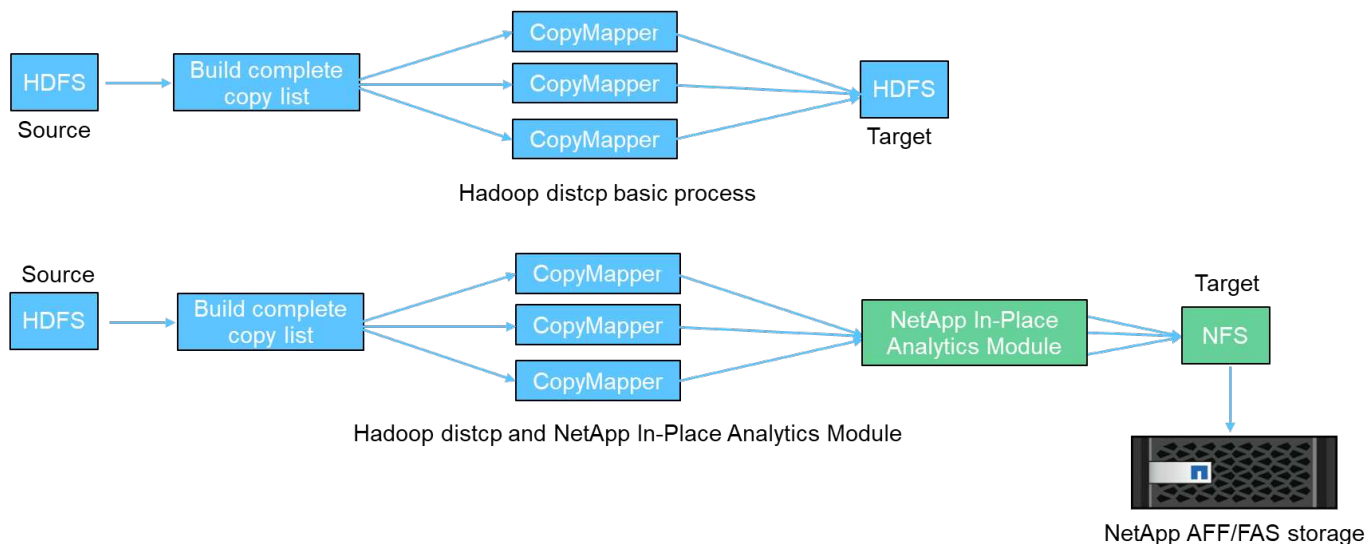 CopyMapper
HDFS
Source
Build complete
copy list
CopyMapper
CopyMapper
HDFS
Target
Hadoop distcp basic process
Source
HDFS
Build complete
copy list
CopyMapper
CopyMapper
CopyMapper
NetApp In-Place
Analytics Module
Target
NFS
Hadoop distcp and NetApp In-Place Analytics Module
NetApp AFF/FAS storage